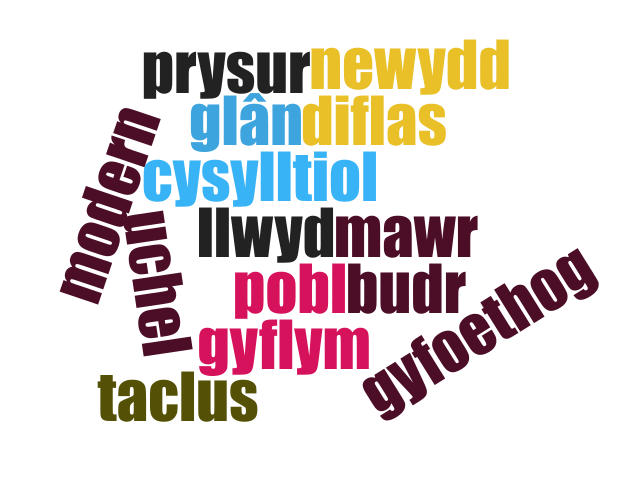 prysur newydd
glân diflas
cysylltiol
modern
uchel
llwyd mawr
pobl budr
gyflym
gyfoethog
taclus